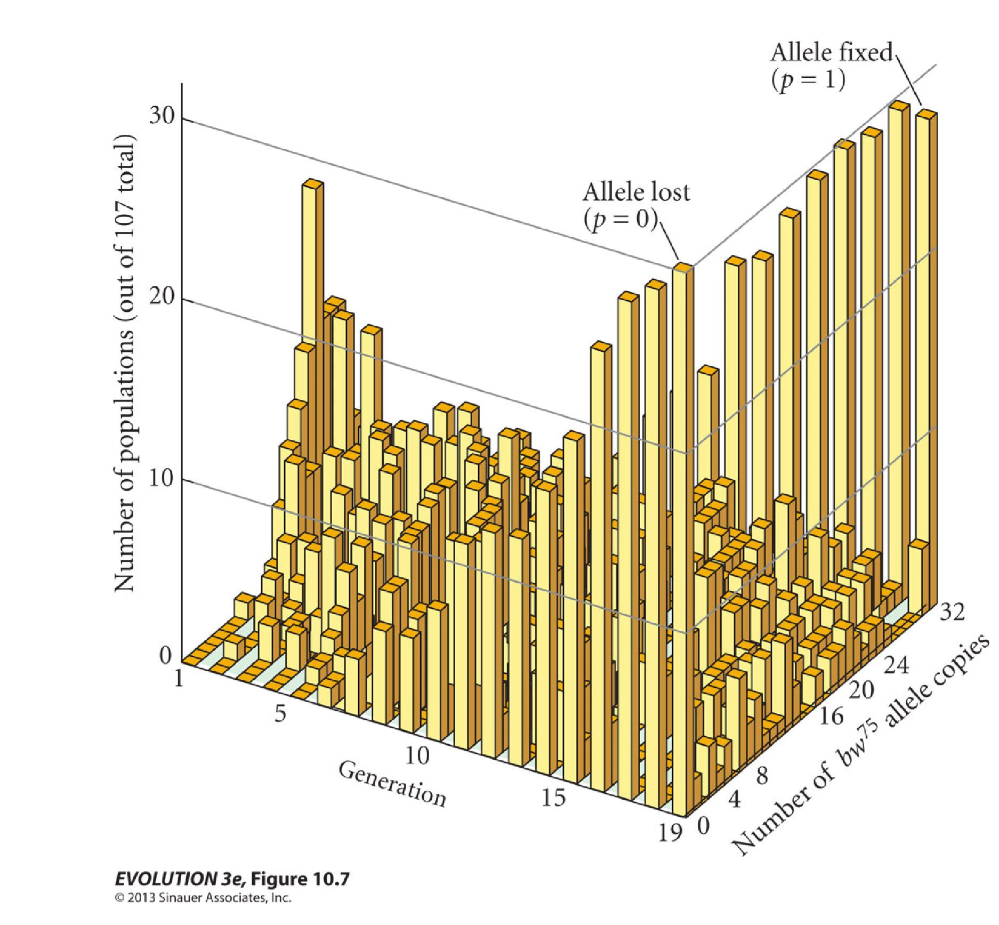 Allele fixed
(p = 1)
Allele lost
(p = 0)
Number of populations (out of 107 total)
30
20
10
0
1
5
10
15
19
Generation
0
4
8
16
20
24
32
Number of bw⁷⁵ allele copies
EVOLUTION 3e, Figure 10.7
© 2013 Sinauer Associates, Inc.